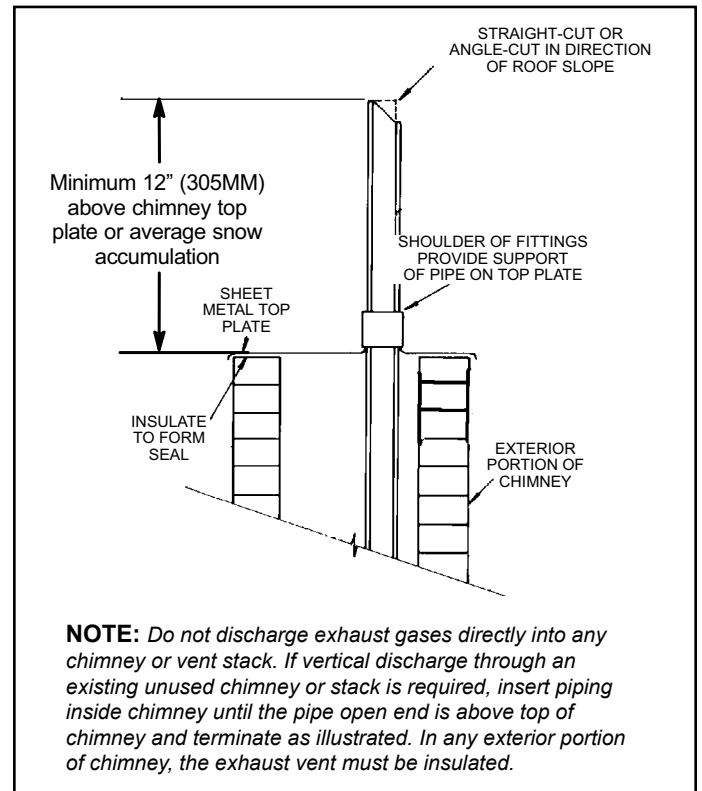 STRAIGHT-CUT OR
ANGLE-CUT IN DIRECTION
OF ROOF SLOPE
Minimum 12” (305MM)
above chimney top
plate or average snow
accumulation
SHOULDER OF FITTINGS
PROVIDE SUPPORT
OF PIPE ON TOP PLATE
SHEET
METAL TOP
PLATE
INSULATE
TO FORM
SEAL
EXTERIOR
PORTION OF
CHIMNEY
NOTE: Do not discharge exhaust gases directly into any
chimney or vent stack. If vertical discharge through an
existing unused chimney or stack is required, insert piping
inside chimney until the pipe open end is above top of
chimney and terminate as illustrated. In any exterior portion
of chimney, the exhaust vent must be insulated.